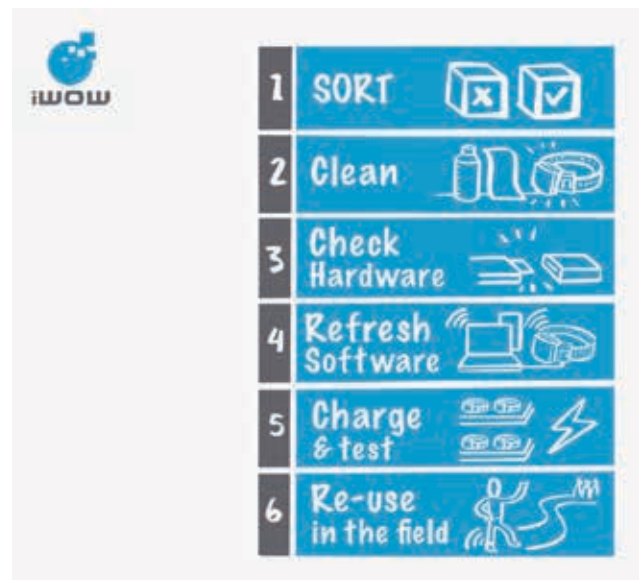 iWOW
1 SORT
2 Clean
3 Check
Hardware
4 Refresh
Software
5 Charge
& test
6 Re-use
in the field